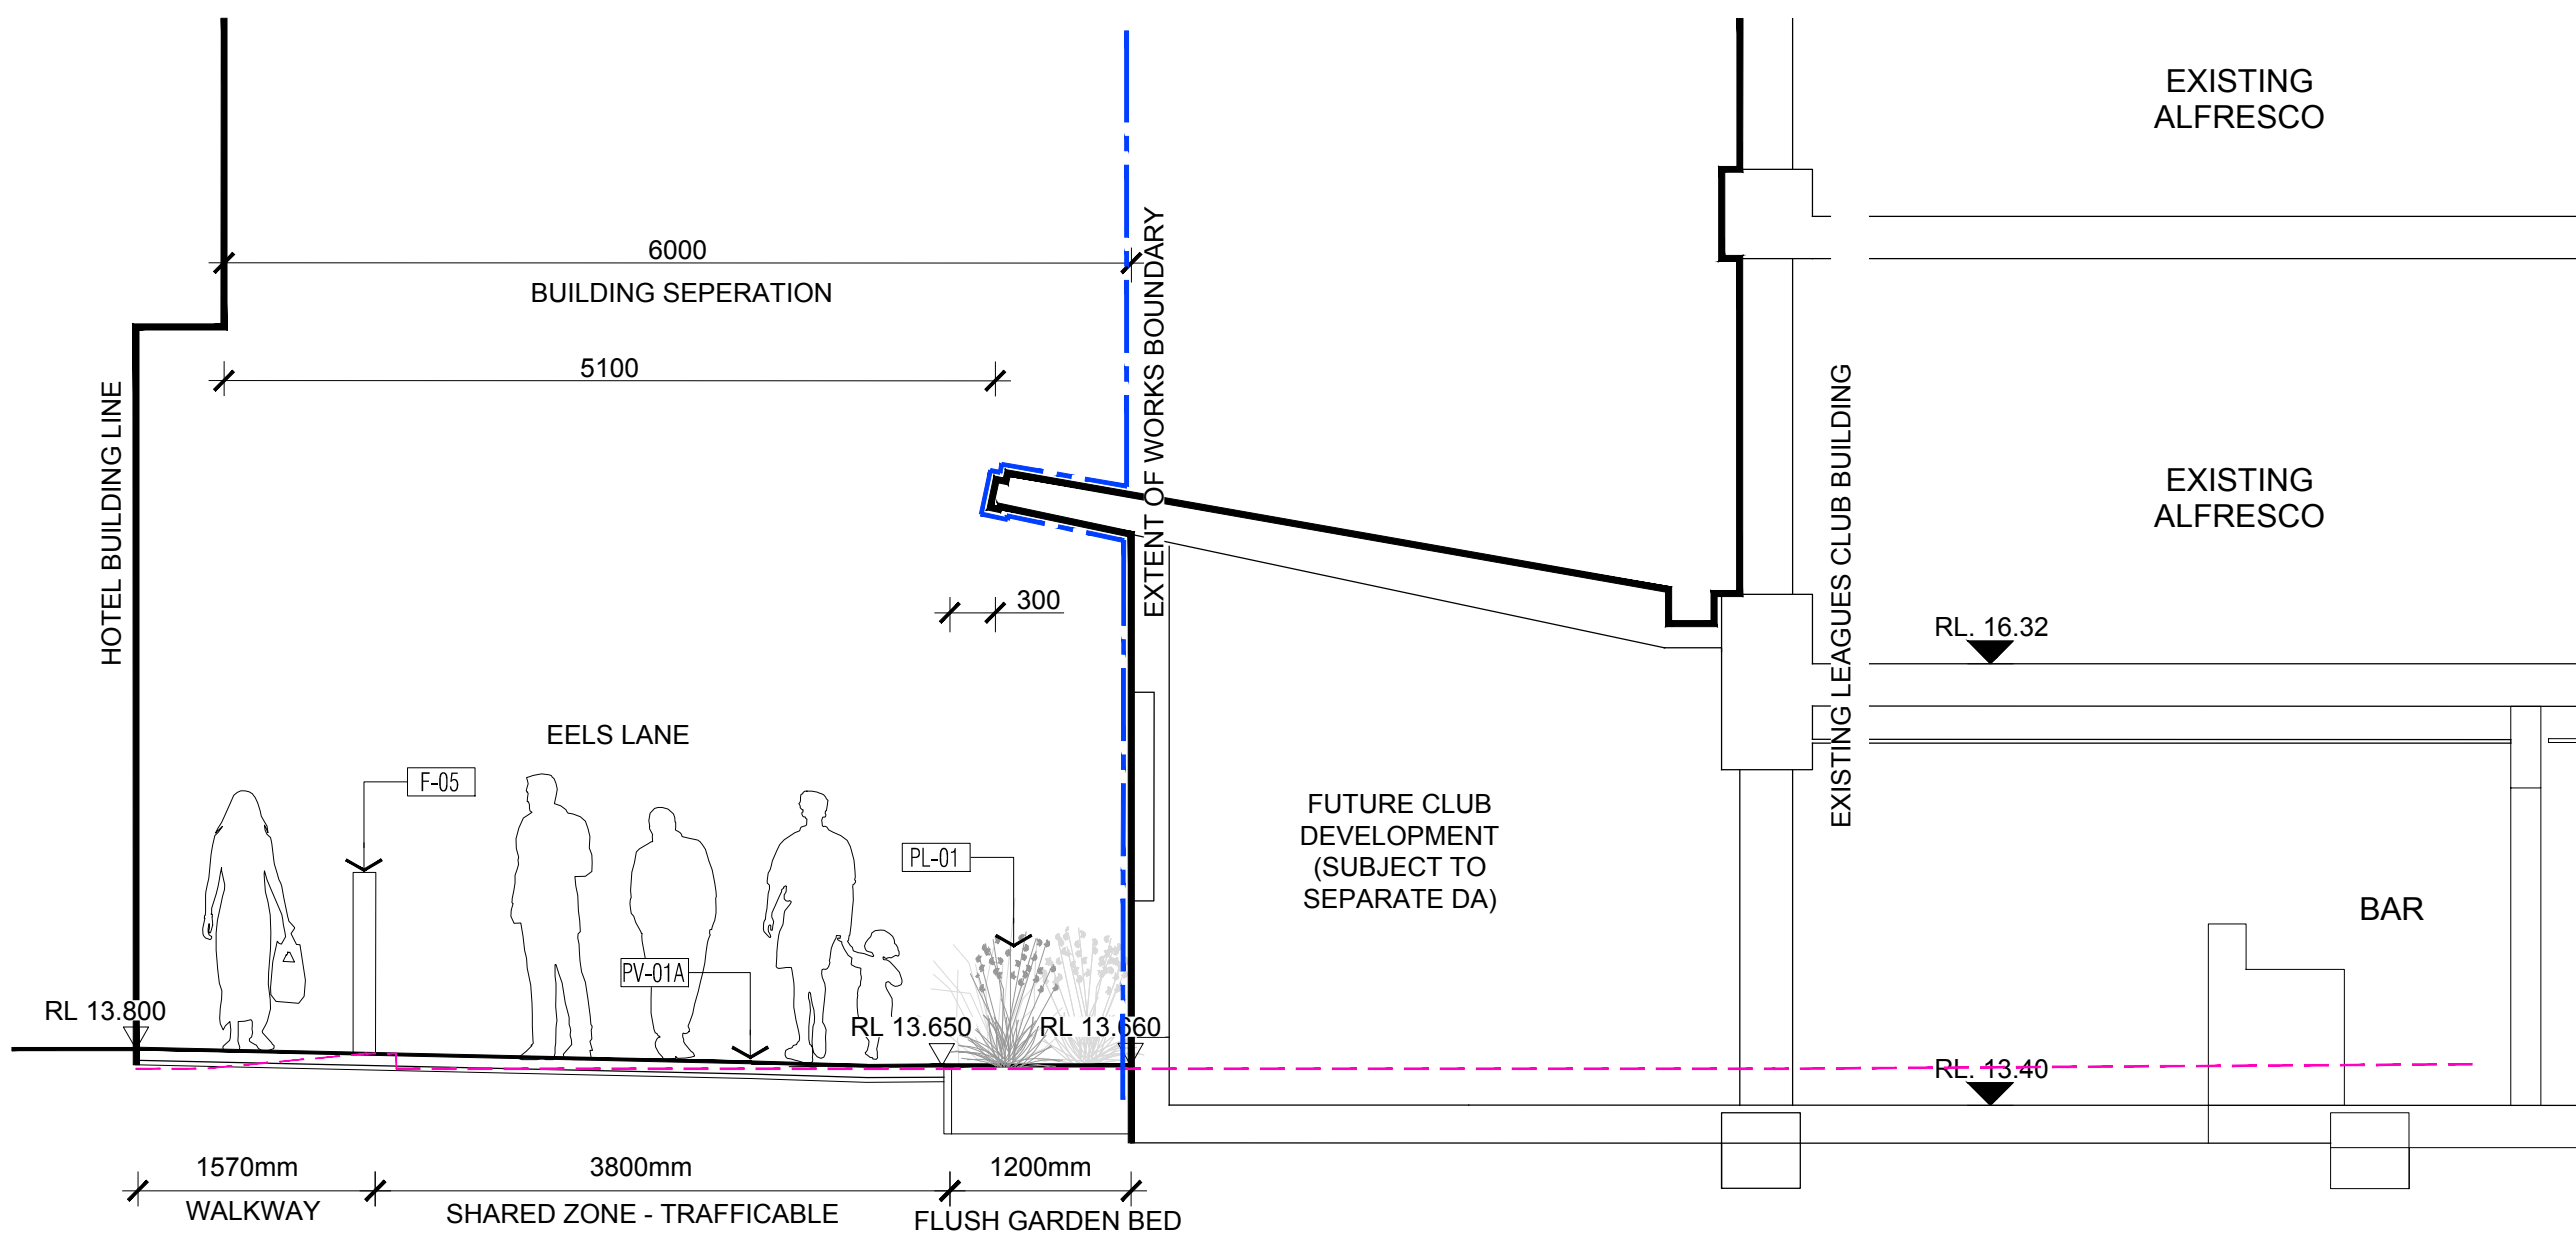 EXISTING
ALFRESCO
6000
BUILDING SEPERATION
5100
HOTEL BUILDING LINE
EXTENT OF WORKS BOUNDARY
EXISTING LEAGUES CLUB BUILDING
EXISTING
ALFRESCO
300
RL. 16.32
EELS LANE
F-05
PL-01
PV-01A
FUTURE CLUB
DEVELOPMENT
(SUBJECT TO
SEPARATE DA)
BAR
RL 13.800
RL 13.650
RL 13.660
RL. 13.40
1570mm
WALKWAY
3800mm
SHARED ZONE - TRAFFICABLE
1200mm
FLUSH GARDEN BED